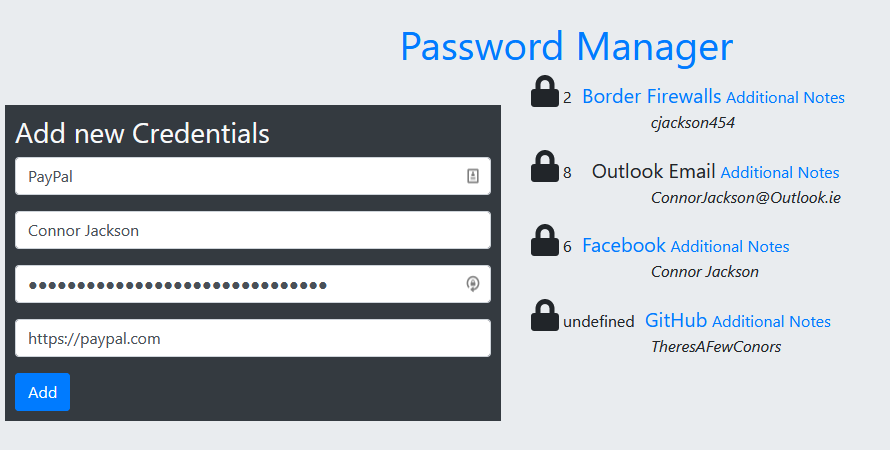 Password Manager
Add new Credentials
PayPal
Connor Jackson
●●●●●●●●●●●●●●●●●●●●●●●●●●●●●●●
https://paypal.com
Add
2 Border Firewalls Additional Notes
cjackson454
8 Outlook Email Additional Notes
ConnorJackson@Outlook.ie
6 Facebook Additional Notes
Connor Jackson
undefined GitHub Additional Notes
TheresAFewConors